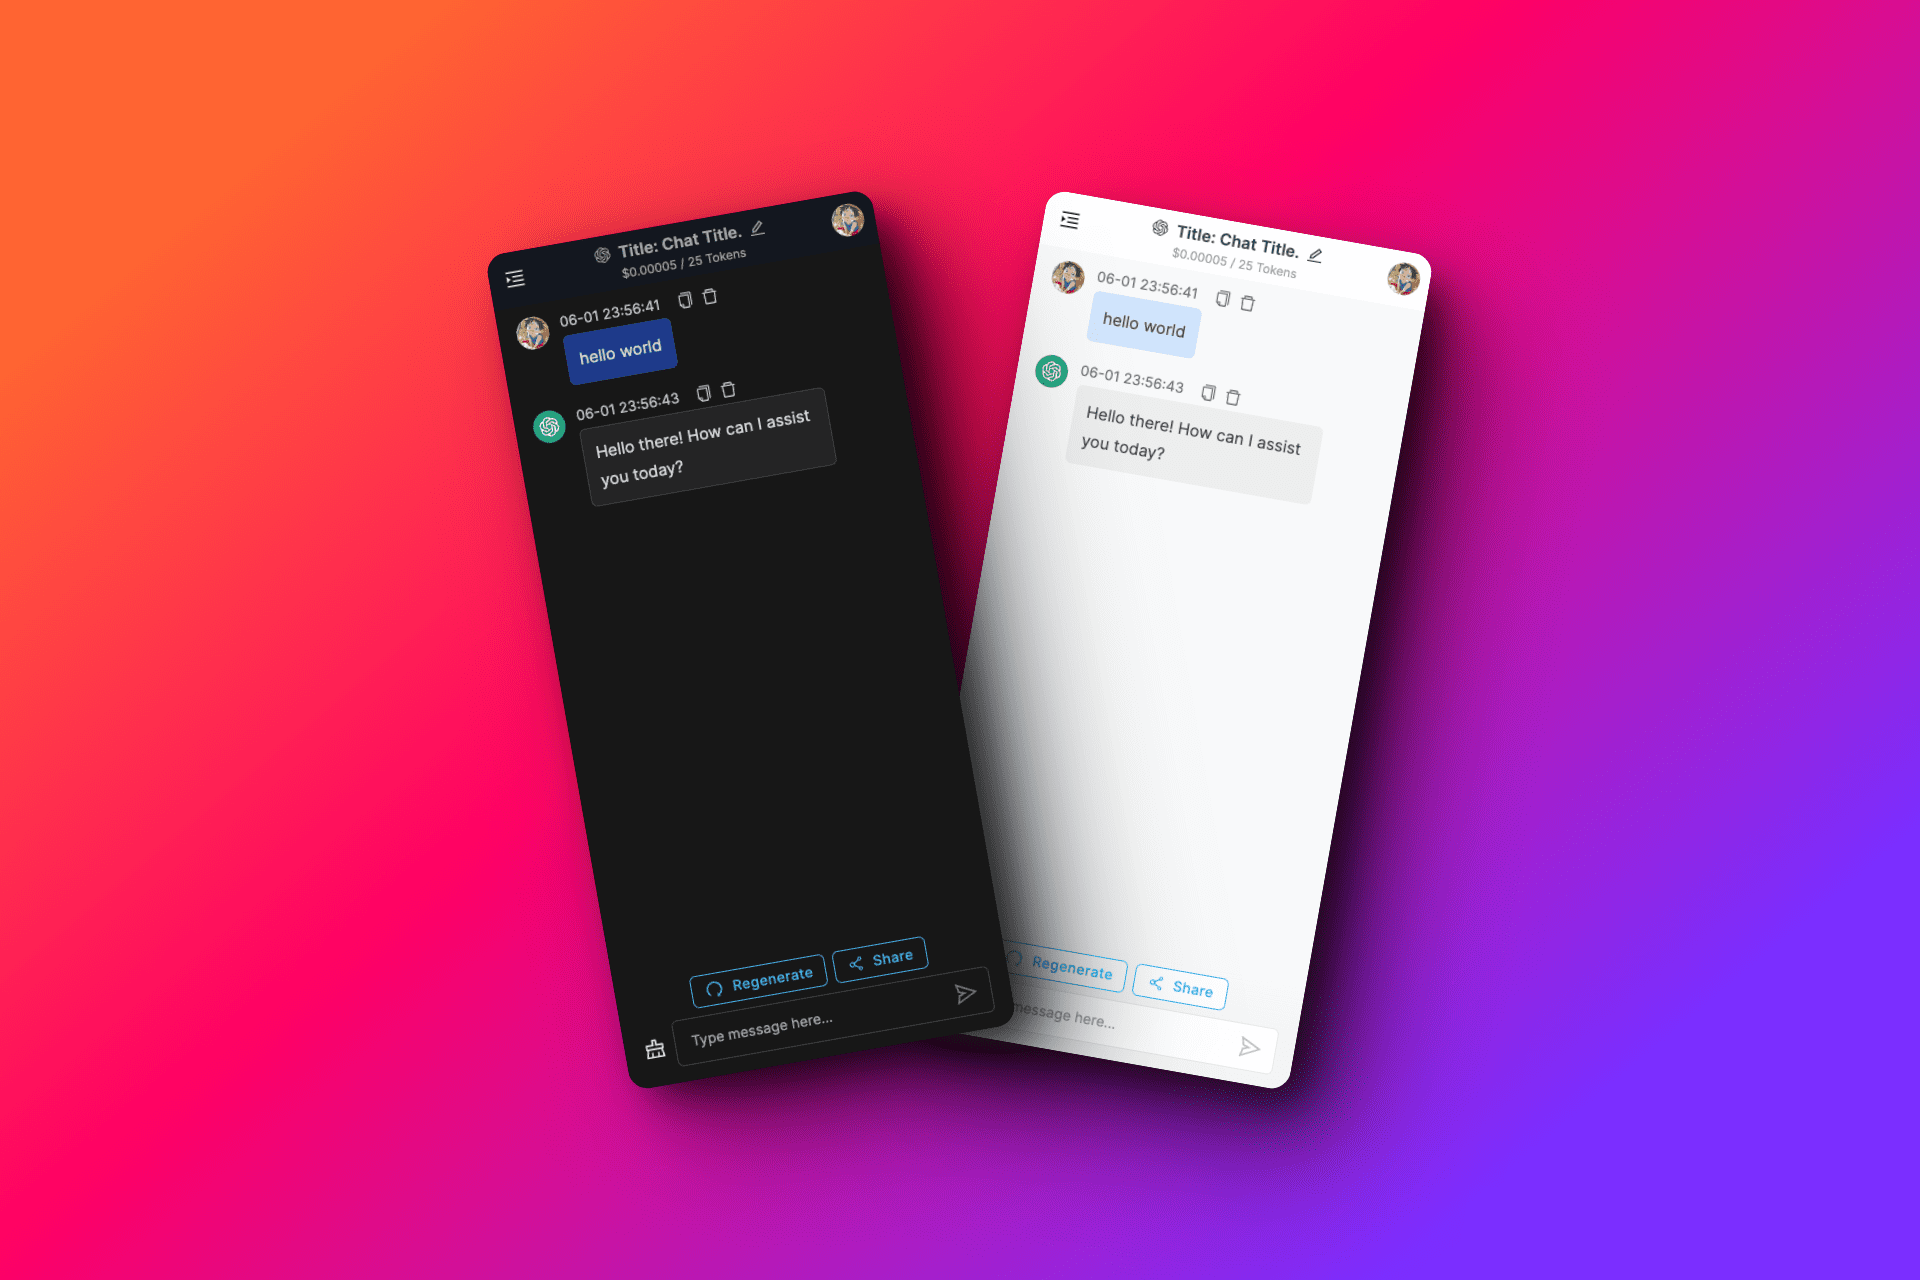 Title: Chat Title.
$0.00005 / 25 Tokens
06-01 23:56:41
hello world
06-01 23:56:43
Hello there! How can I assist
you today?
Regenerate
Share
Type message here...
Title: Chat Title.
$0.00005 / 25 Tokens
06-01 23:56:41
hello world
06-01 23:56:43
Hello there! How can I assist
you today?
Regenerate
Share
message here...